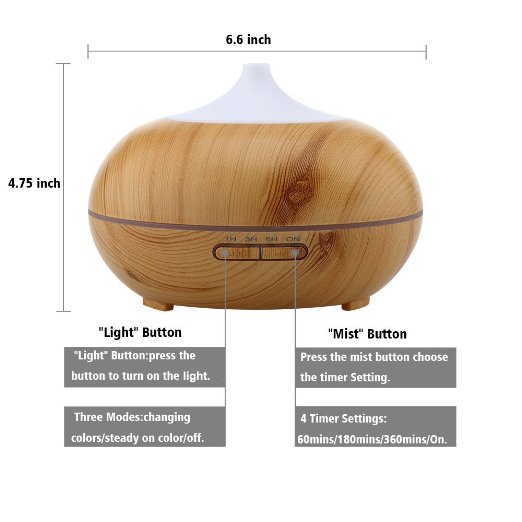 6.6 inch
4.75 inch
1H 3H 6H ON
LIGHT MIST
"Light" Button
"Light" Button:press the
button to turn on the light.
Three Modes:changing
colors/steady on color/off.
"Mist" Button
Press the mist button choose
the timer Setting.
4 Timer Settings:
60mins/180mins/360mins/On.